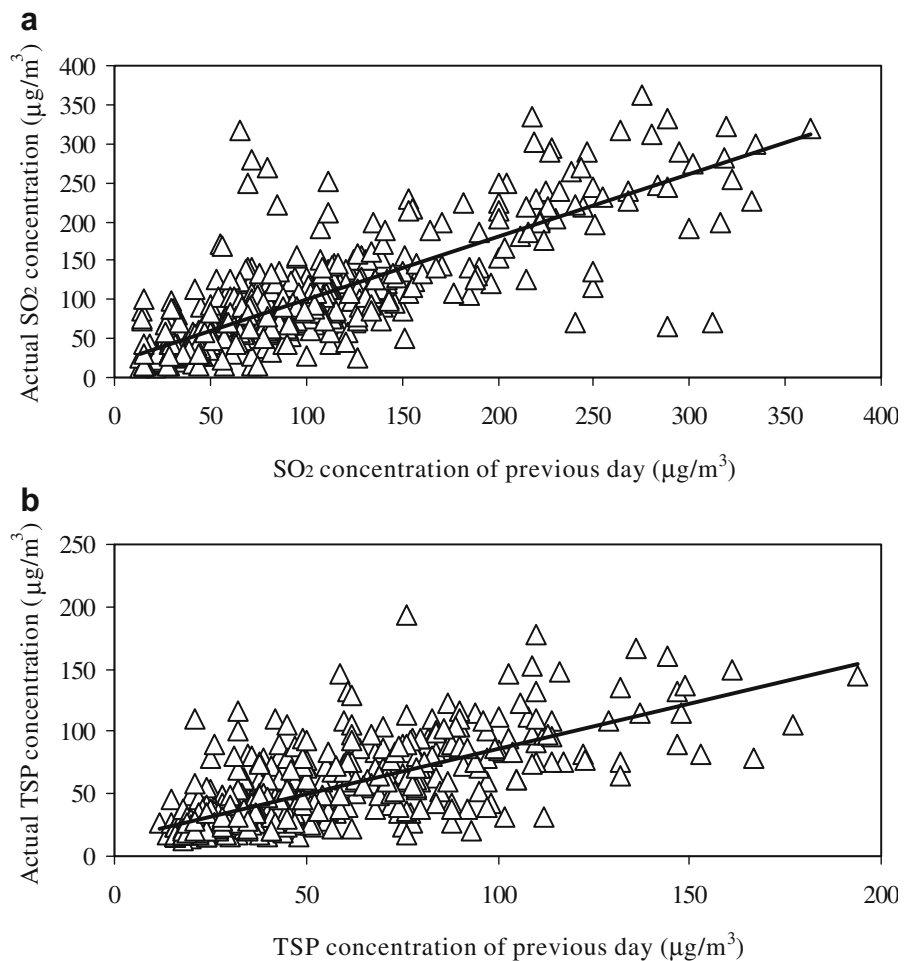 a
Actual SO₂ concentration (μg/m³)
400
350
300
250
200
150
100
50
0
0 50 100 150 200 250 300 350 400
SO₂ concentration of previous day (μg/m³)
b
Actual TSP concentration (μg/m³)
250
200
150
100
50
0
0 50 100 150 200
TSP concentration of previous day (μg/m³)